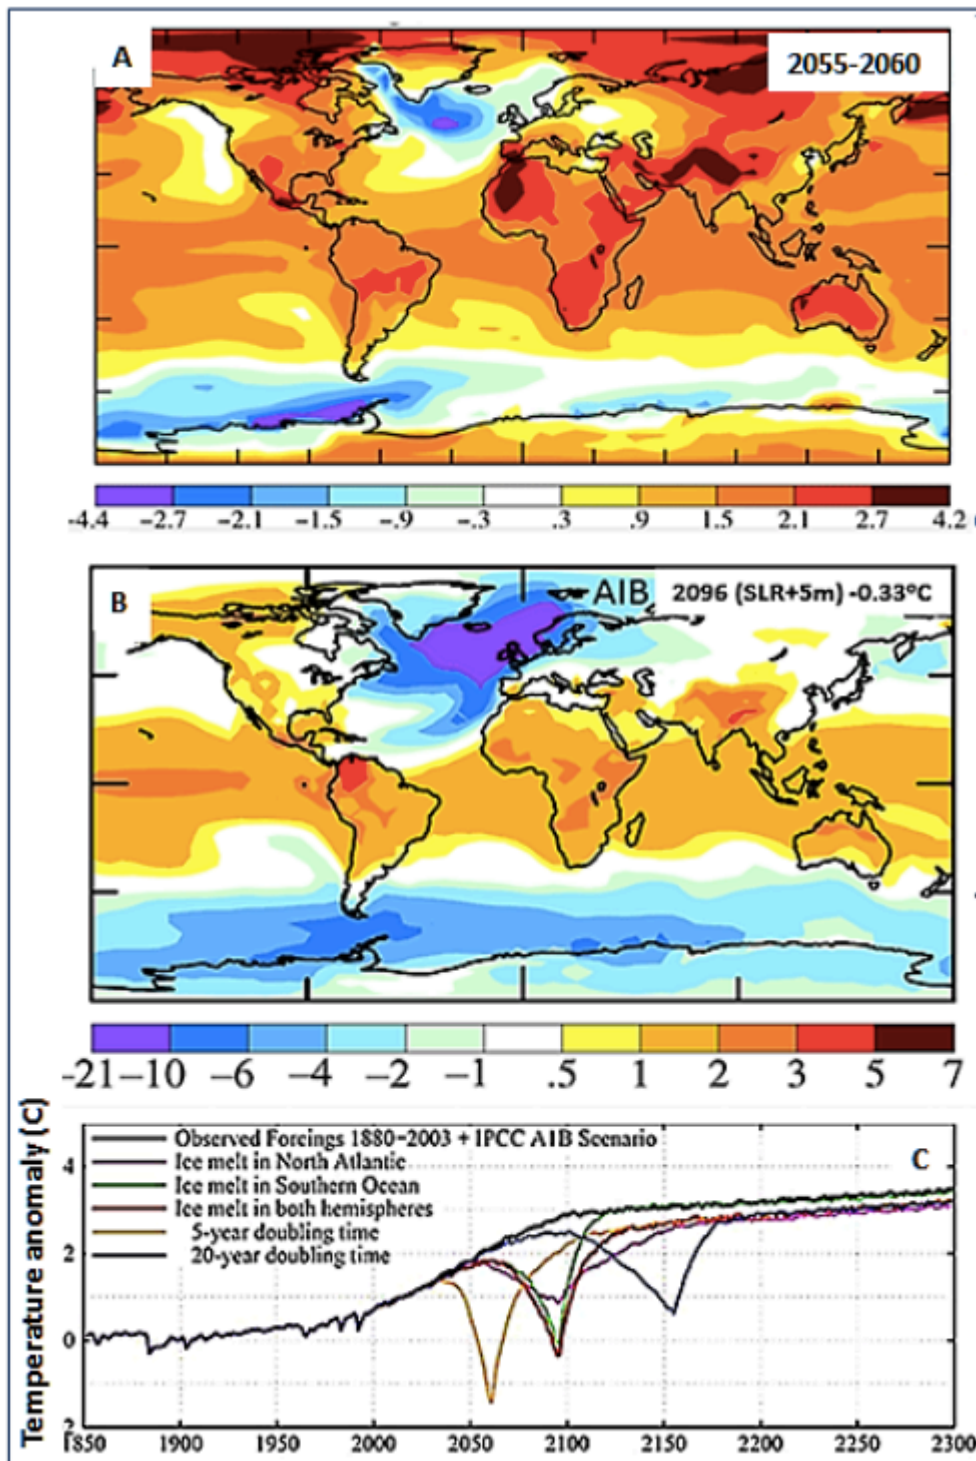 A
2055-2060
-4.4 -2.7 -2.1 -1.5 -.9 -.3 .3 .9 1.5 2.1 2.7 4.2
B
AIB 2096 (SLR+5m) -0.33°C
-21 -10 -6 -4 -2 -1 .5 1 2 3 5 7
Temperature anomaly (C)
C
Observed Forcings 1880-2003 + IPCC AIB Scenario
Ice melt in North Atlantic
Ice melt in Southern Ocean
Ice melt in both hemispheres
5-year doubling time
20-year doubling time
4
2
0
2
1850 1900 1950 2000 2050 2100 2150 2200 2250 2300